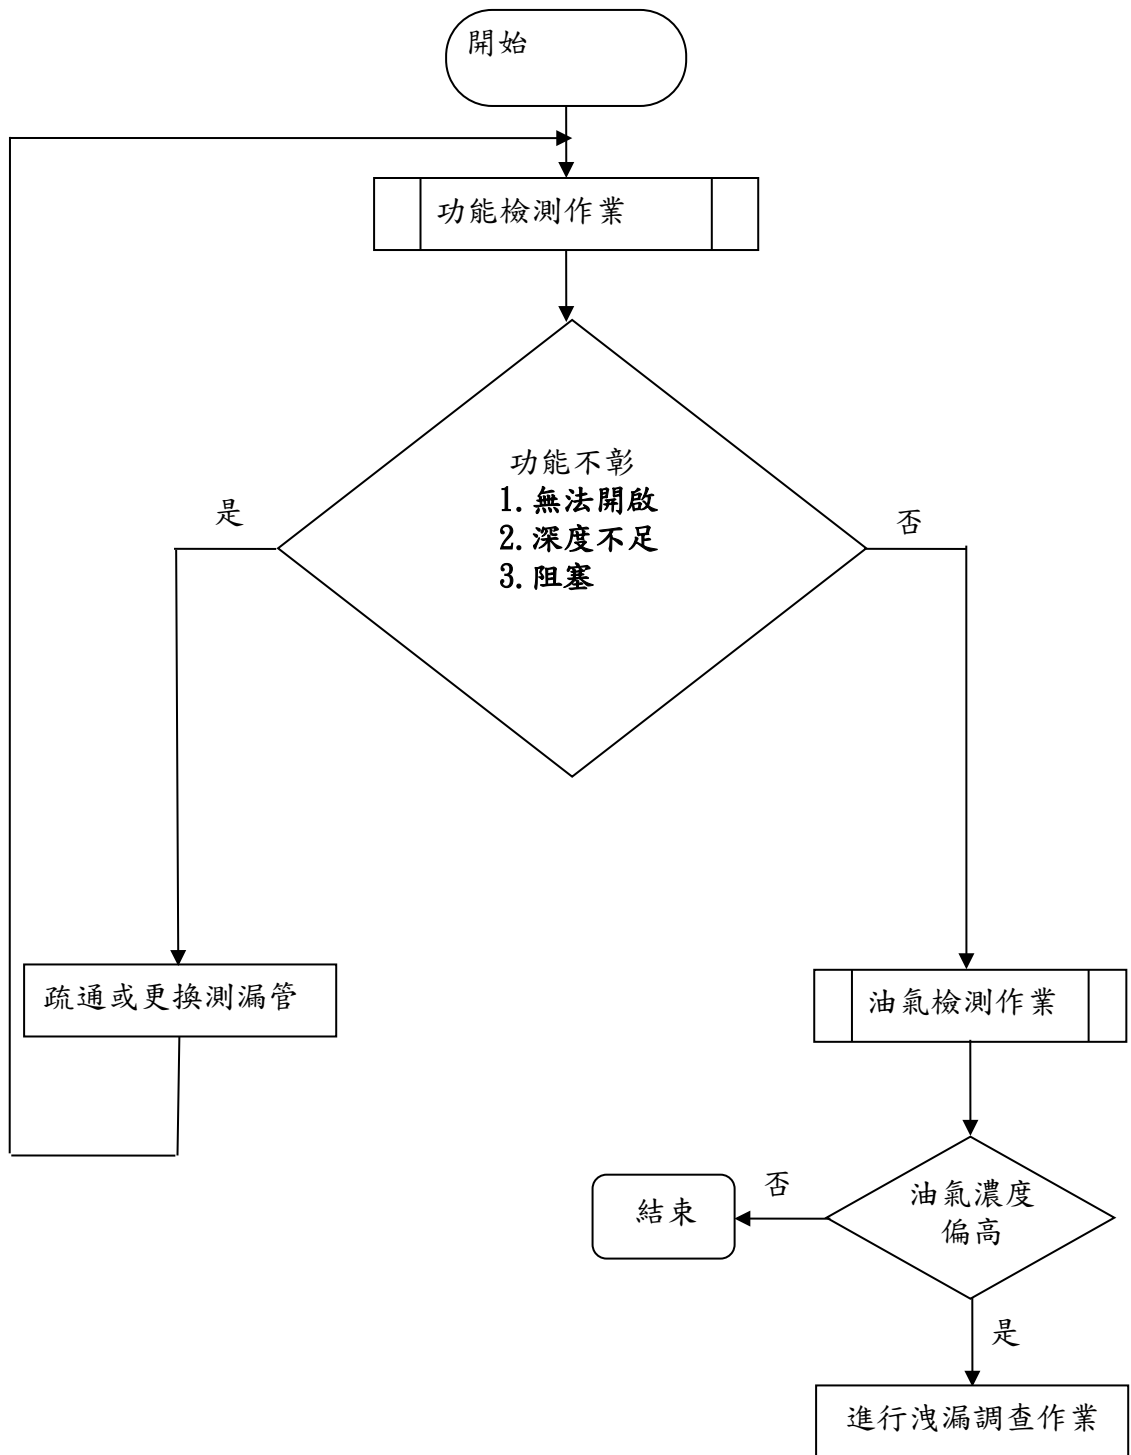 開始
功能檢測作業
功能不彰
1. 無法開啟
2. 深度不足
3. 阻塞
是
否
疏通或更換測漏管
油氣檢測作業
油氣濃度
偏高
否
結束
是
進行洩漏調查作業